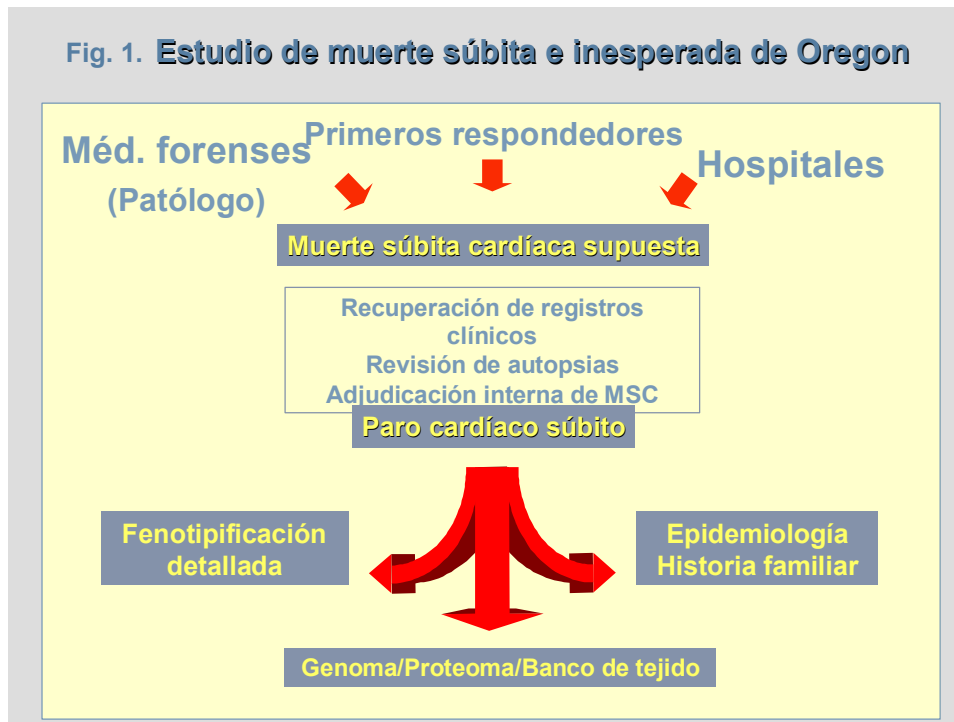 Fig. 1. Estudio de muerte súbita e inesperada de Oregon
Méd. forenses
(Patólogo)
Primeros respondedores
Hospitales
Muerte súbita cardíaca supuesta
Recuperación de registros
clínicos
Revisión de autopsias
Adjudicación interna de MSC
Paro cardíaco súbito
Fenotipificación
detallada
Epidemiología
Historia familiar
Genoma/Proteoma/Banco de tejido